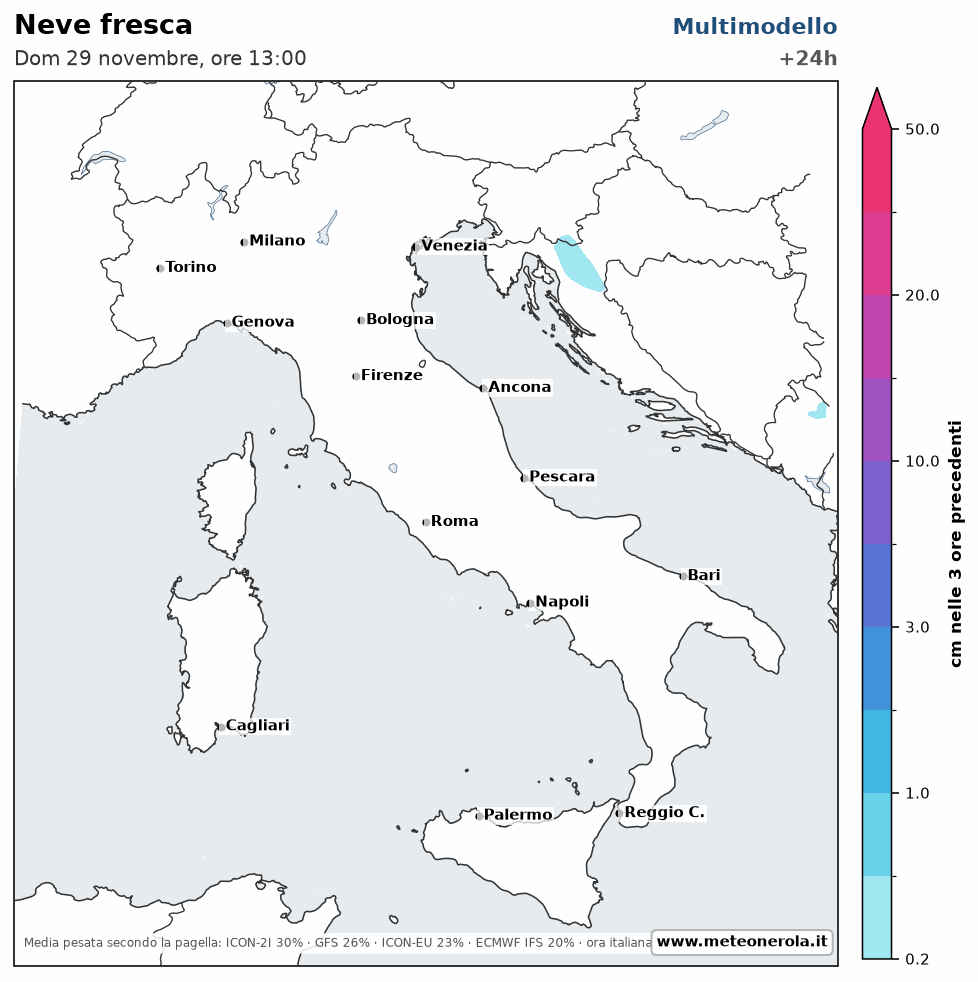 Neve fresca
Multimodello
Dom 29 novembre, ore 13:00
+24h
50.0
20.0
10.0
3.0
1.0
0.2
cm nelle 3 ore precedenti
Milano
Venezia
Torino
Genova
Bologna
Firenze
Ancona
Pescara
Roma
Bari
Napoli
Cagliari
Palermo
Reggio C.
Media pesata secondo la pagella: ICON-2I 30% · GFS 26% · ICON-EU 23% · ECMWF IFS 20% · ora italiana
www.meteonerola.it